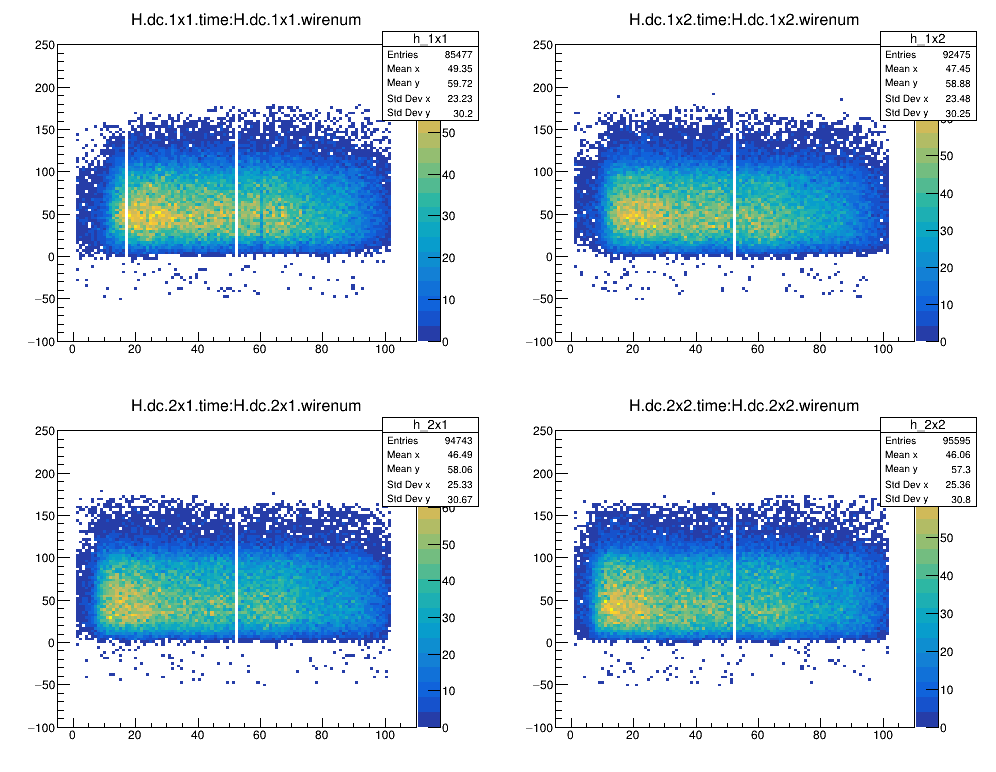 H.dc.1x1.time:H.dc.1x1.wirenum
h_1x1
Entries 85477
Mean x 49.35
Mean y 59.72
Std Dev x 23.23
Std Dev y 30.2
250
200
150
100
50
0
−50
−100
0 20 40 60 80 100
50
40
30
20
10
0
H.dc.1x2.time:H.dc.1x2.wirenum
h_1x2
Entries 92475
Mean x 47.45
Mean y 58.88
Std Dev x 23.48
Std Dev y 30.25
250
200
150
100
50
0
−50
−100
0 20 40 60 80 100
60
50
40
30
20
10
0
H.dc.2x1.time:H.dc.2x1.wirenum
h_2x1
Entries 94743
Mean x 46.49
Mean y 58.06
Std Dev x 25.33
Std Dev y 30.67
250
200
150
100
50
0
−50
−100
0 20 40 60 80 100
60
50
40
30
20
10
0
H.dc.2x2.time:H.dc.2x2.wirenum
h_2x2
Entries 95595
Mean x 46.06
Mean y 57.3
Std Dev x 25.36
Std Dev y 30.8
250
200
150
100
50
0
−50
−100
0 20 40 60 80 100
50
40
30
20
10
0